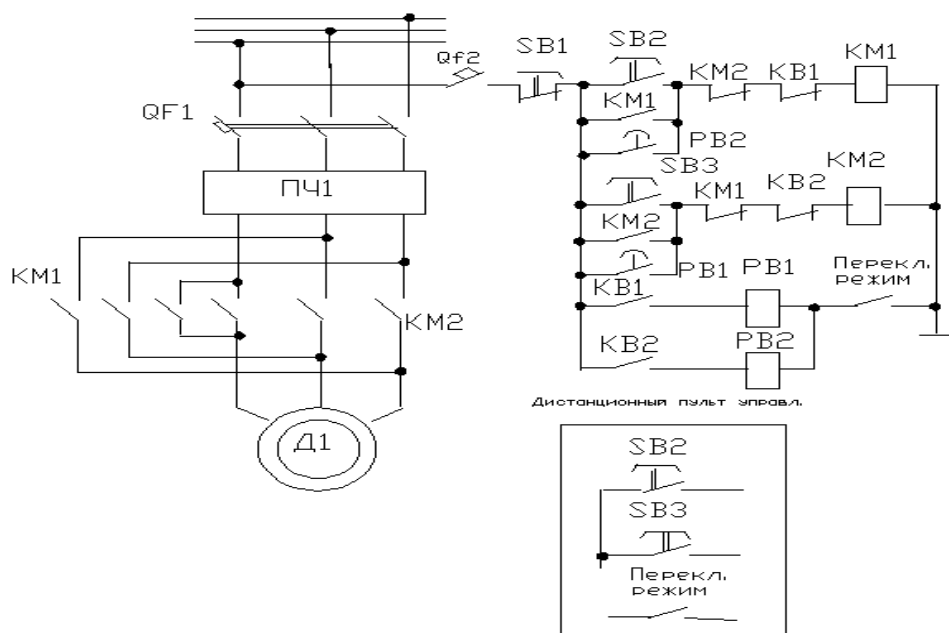 Qf2
SB1
SB2
KM2
KB1
KM1
QF1
KM1
PB2
SB3
ПЧ1
KM1
KB2
KM2
KM2
PB1
PB1
Перекл.
режим
KM1
KB1
KM2
PB2
KB2
Дистанционный пульт управл.
Д1
SB2
SB3
Перекл.
режим